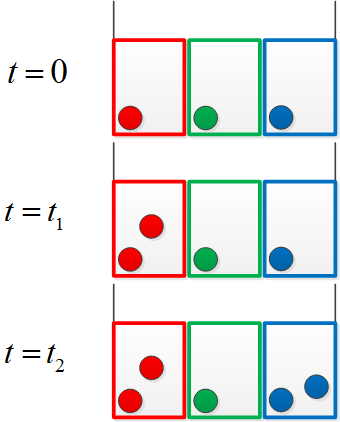 t = 0
t = t₁
t = t₂